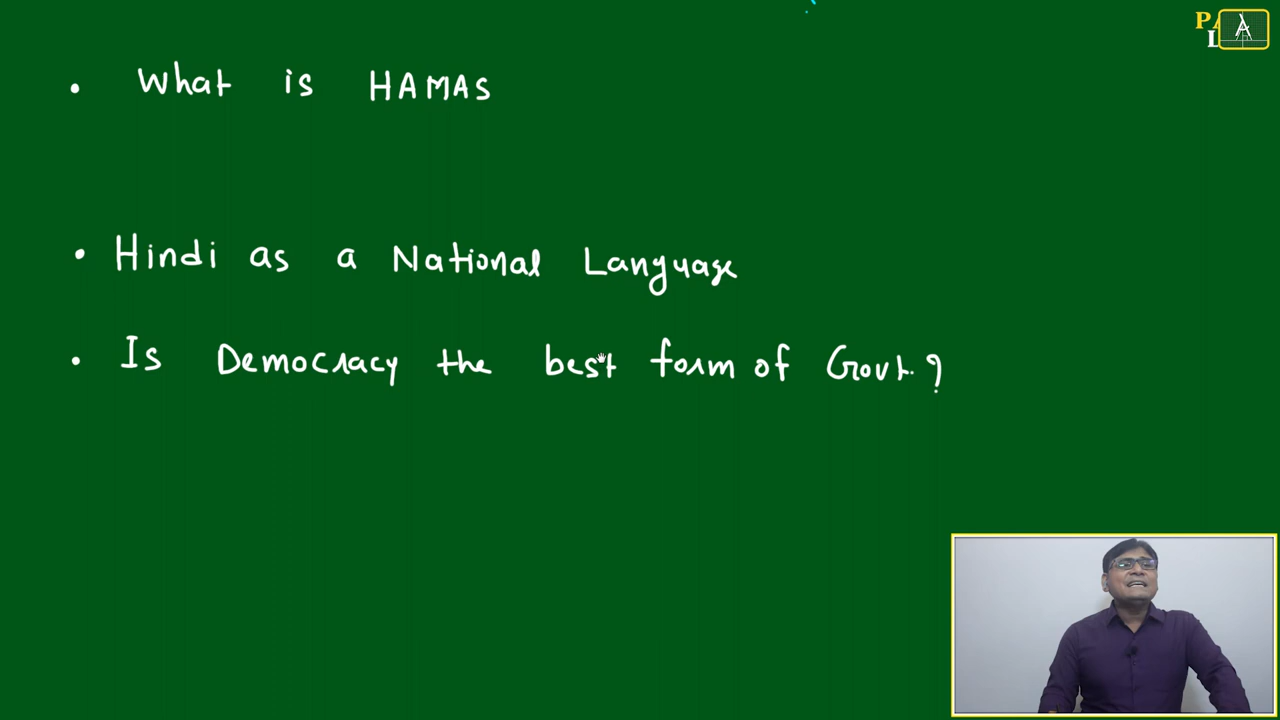 • What is HAMAS
• Hindi as a National Language
• Is Democracy the best form of Govt.?